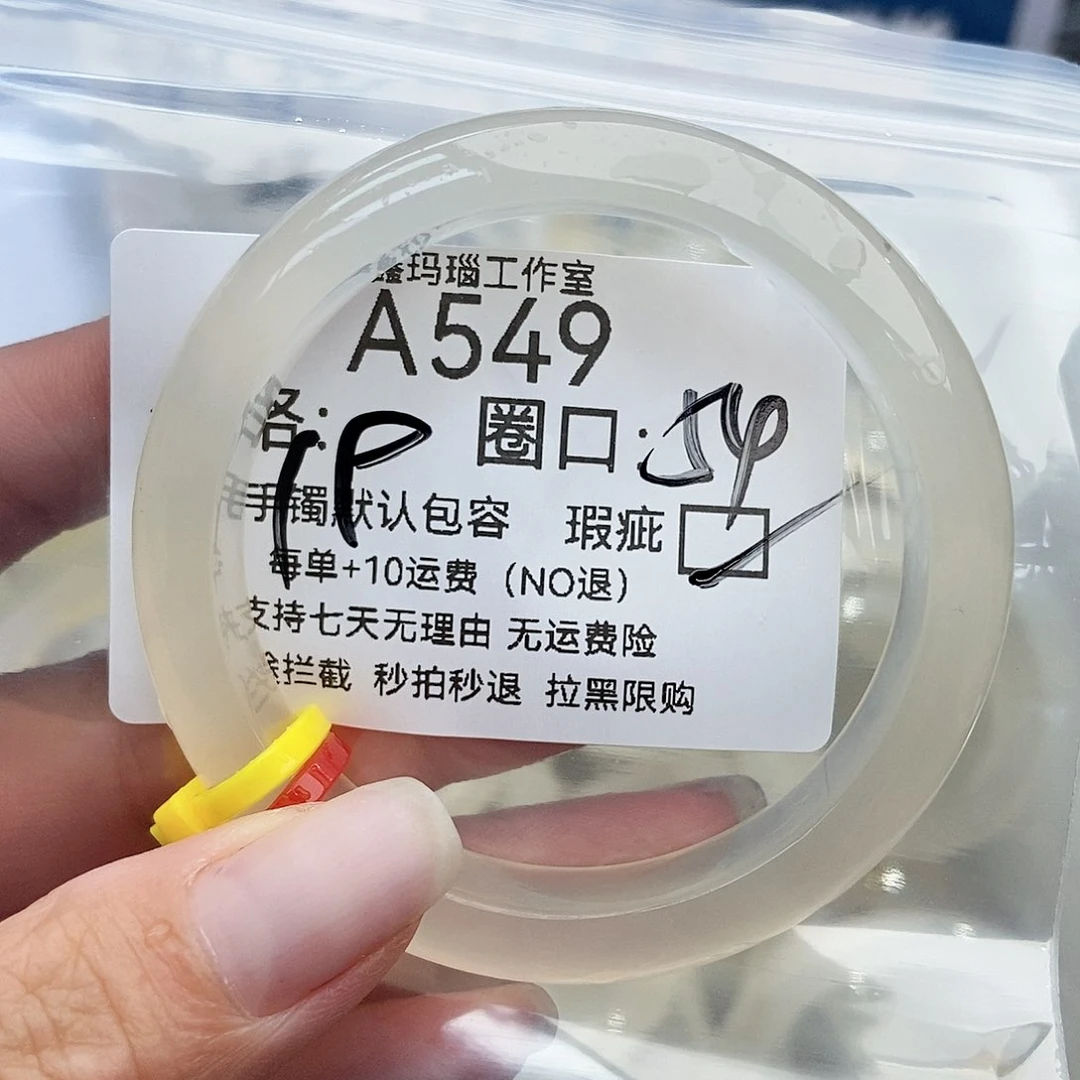 鑫玛瑙工作室
A549
圈口:54
手镯默认包容 瑕疵
每单+10运费（NO退）
支持七天无理由 无运费险
拦截 秒拍秒退 拉黑限购